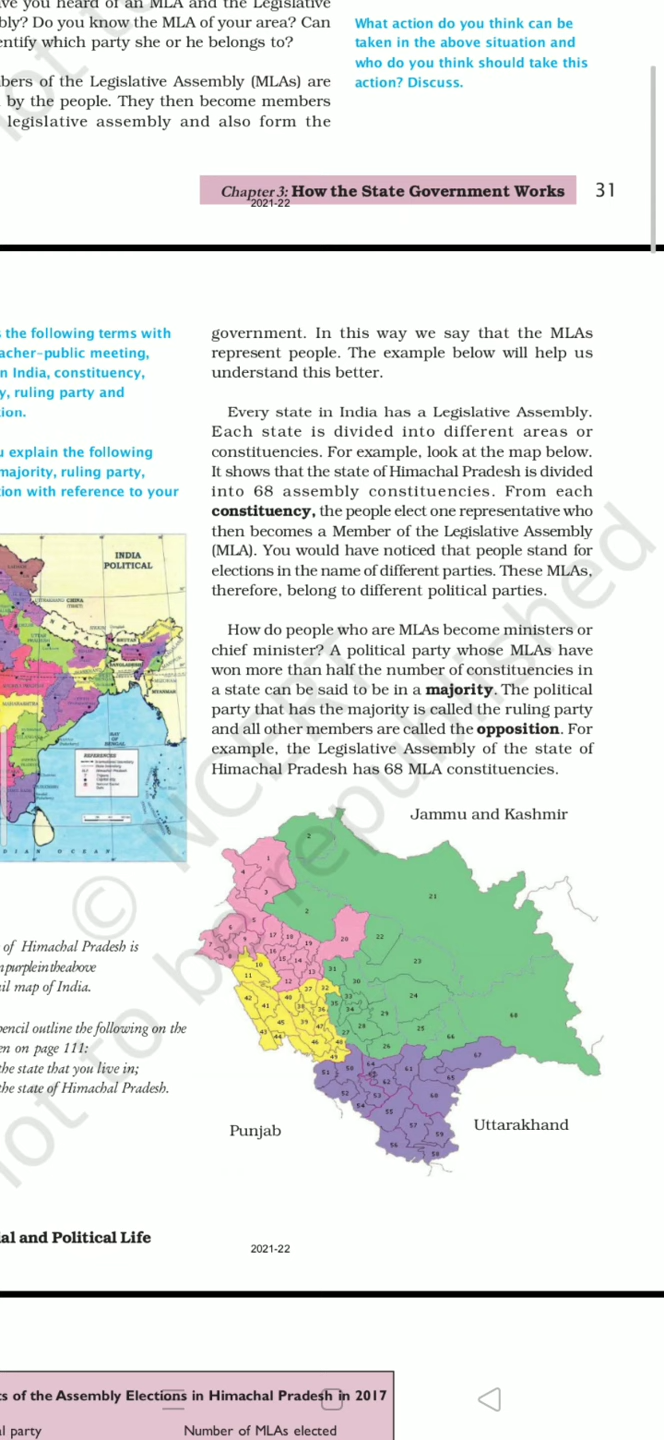 ve you heard of an MLA and the Legislative
bly? Do you know the MLA of your area? Can
entify which party she or he belongs to?
bers of the Legislative Assembly (MLAs) are
by the people. They then become members
legislative assembly and also form the
What action do you think can be
taken in the above situation and
who do you think should take this
action? Discuss.
Chapter 3: How the State Government Works 31
2021-22
s the following terms with
acher-public meeting,
n India, constituency,
y, ruling party and
ion.
u explain the following
majority, ruling party,
ion with reference to your
INDIA
POLITICAL
BAY
OF
BENGAL
REFERENCES
MYANMAR
BANGLADESH
BHUTAN
CHINA
MAHARASHTRA
D I A N O C E A N
of Himachal Pradesh is
n purple in the above
il map of India.
pencil outline the following on the
en on page 111:
the state that you live in;
the state of Himachal Pradesh.
al and Political Life
government. In this way we say that the MLAs
represent people. The example below will help us
understand this better.
Every state in India has a Legislative Assembly.
Each state is divided into different areas or
constituencies. For example, look at the map below.
It shows that the state of Himachal Pradesh is divided
into 68 assembly constituencies. From each
constituency, the people elect one representative who
then becomes a Member of the Legislative Assembly
(MLA). You would have noticed that people stand for
elections in the name of different parties. These MLAs,
therefore, belong to different political parties.
How do people who are MLAs become ministers or
chief minister? A political party whose MLAs have
won more than half the number of constituencies in
a state can be said to be in a majority. The political
party that has the majority is called the ruling party
and all other members are called the opposition. For
example, the Legislative Assembly of the state of
Himachal Pradesh has 68 MLA constituencies.
Jammu and Kashmir
Punjab
Uttarakhand
2021-22
© NCERT
not to be republished
s of the Assembly Elections in Himachal Pradesh in 2017
al party Number of MLAs elected